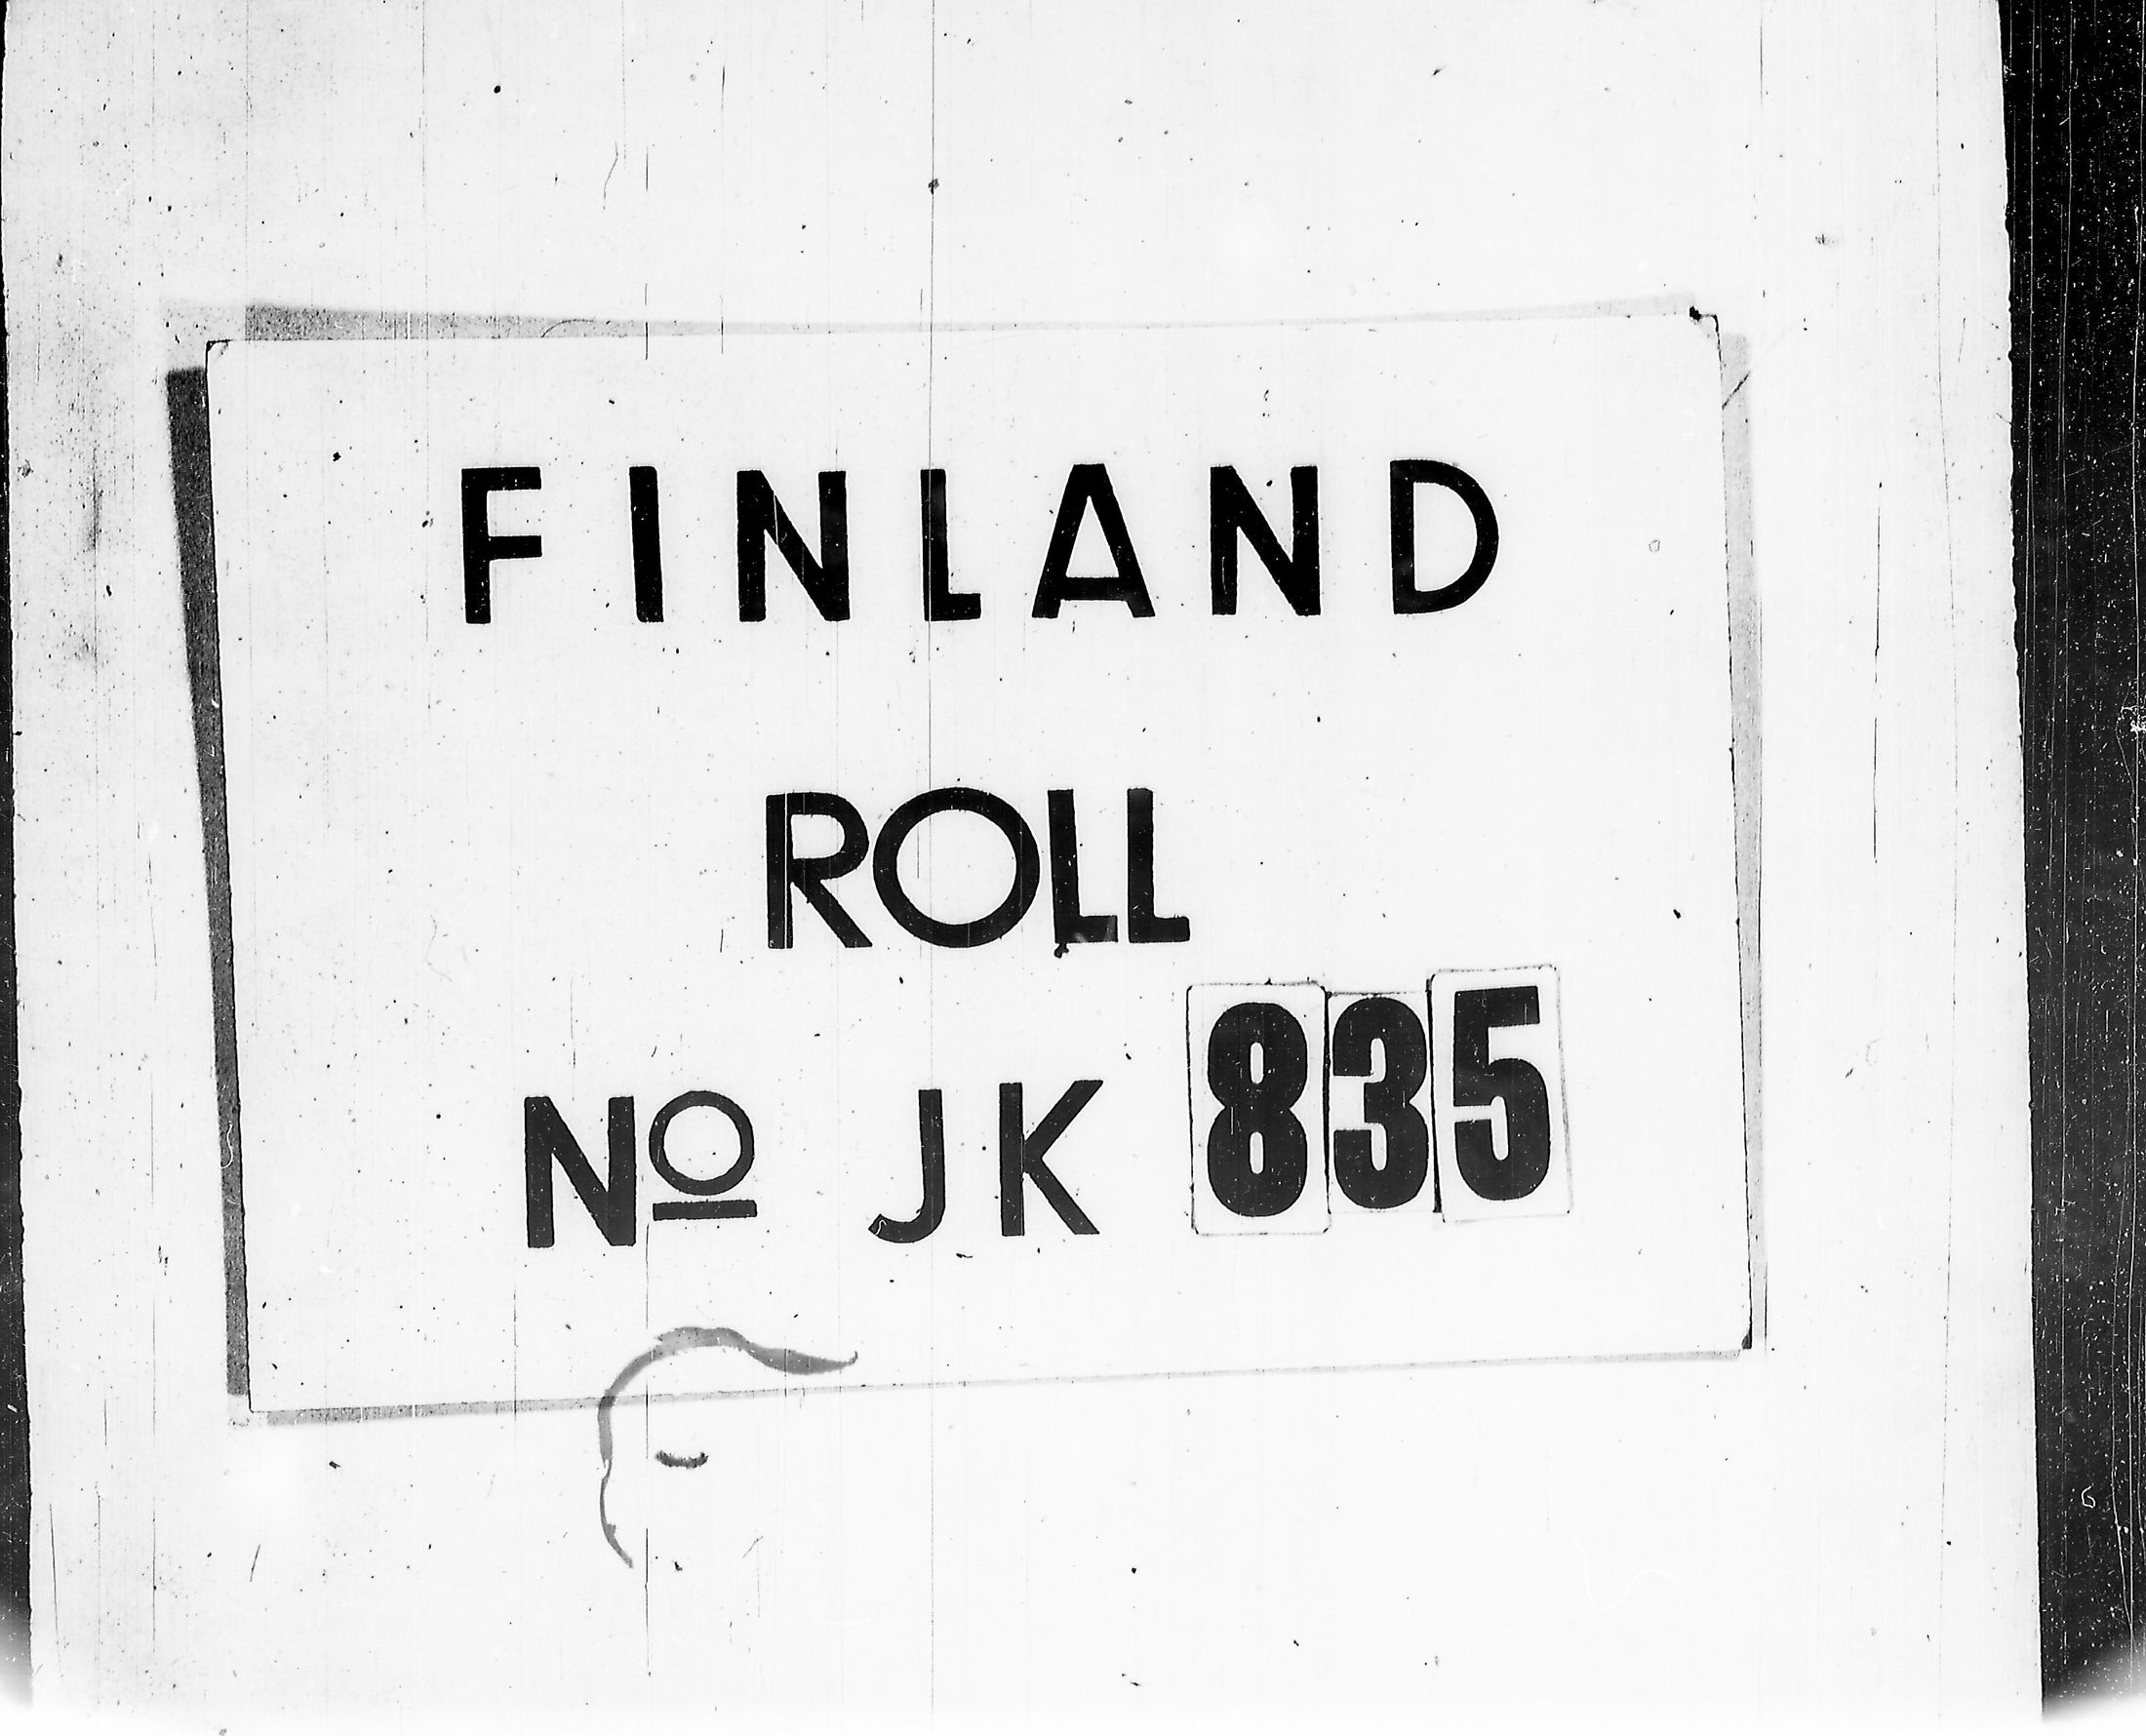 FINLAND
ROLL
Nº JK 835